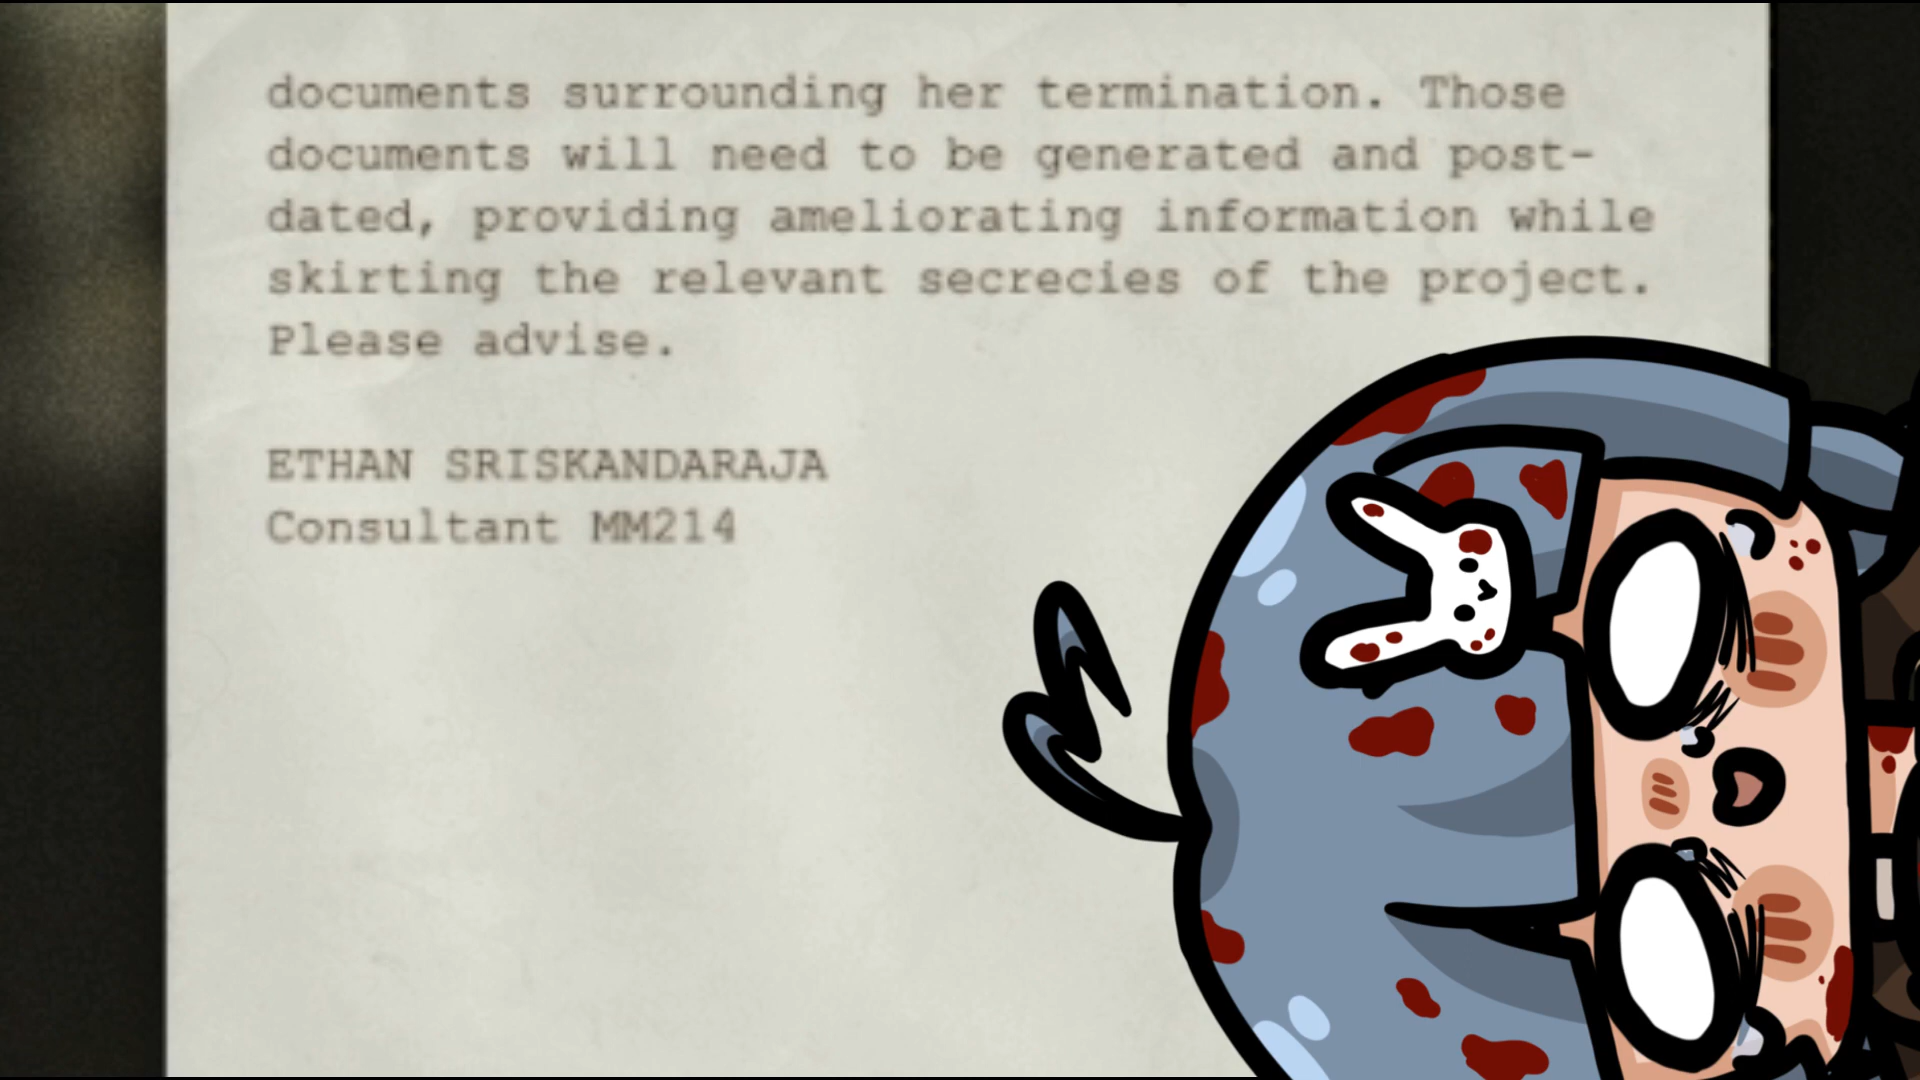 documents surrounding her termination. Those
documents will need to be generated and post-
dated, providing ameliorating information while
skirting the relevant secrecies of the project.
Please advise.
ETHAN SRISKANDARAJA
Consultant MM214